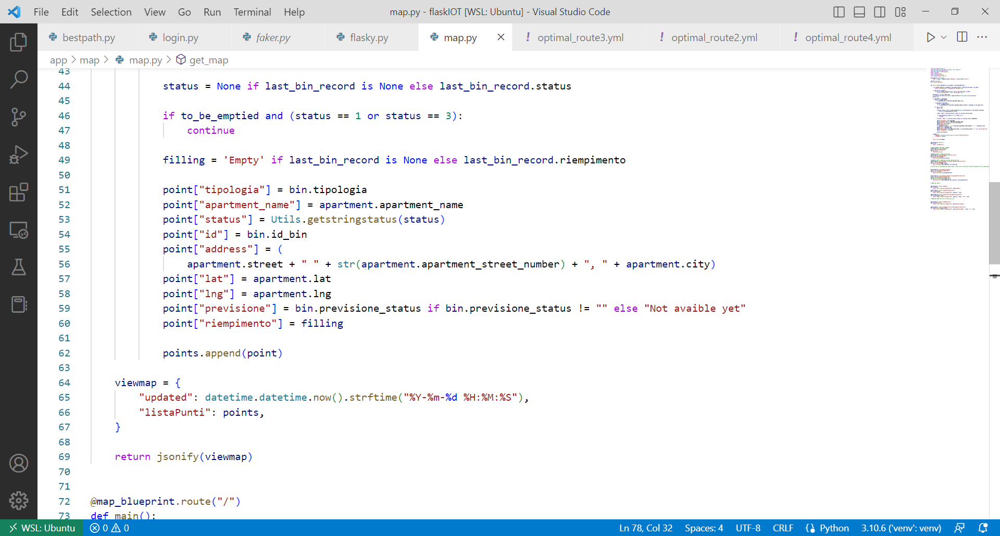 File Edit Selection View Go Run Terminal Help map.py - flaskIOT [WSL: Ubuntu] - Visual Studio Code
bestpath.py login.py faker.py flasky.py map.py ! optimal_route3.yml ! optimal_route2.yml ! optimal_route4.yml
app > map > map.py > get_map
43
44 status = None if last_bin_record is None else last_bin_record.status
45
46 if to_be_emptied and (status == 1 or status == 3):
47 continue
48
49 filling = 'Empty' if last_bin_record is None else last_bin_record.riempimento
50
51 point["tipologia"] = bin.tipologia
52 point["apartment_name"] = apartment.apartment_name
53 point["status"] = Utils.getstringstatus(status)
54 point["id"] = bin.id_bin
55 point["address"] = (
56 apartment.street + " " + str(apartment.apartment_street_number) + ", " + apartment.city)
57 point["lat"] = apartment.lat
58 point["lng"] = apartment.lng
59 point["previsione"] = bin.previsione_status if bin.previsione_status != "" else "Not avaible yet"
60 point["riempimento"] = filling
61
62 points.append(point)
63
64 viewmap = {
65 "updated": datetime.datetime.now().strftime("%Y-%m-%d %H:%M:%S"),
66 "listaPunti": points,
67 }
68
69 return jsonify(viewmap)
70
71
72 @map_blueprint.route("/")
73 def main():
WSL: Ubuntu 0 0 Ln 78, Col 32 Spaces: 4 UTF-8 CRLF Python 3.10.6 ('venv': venv)